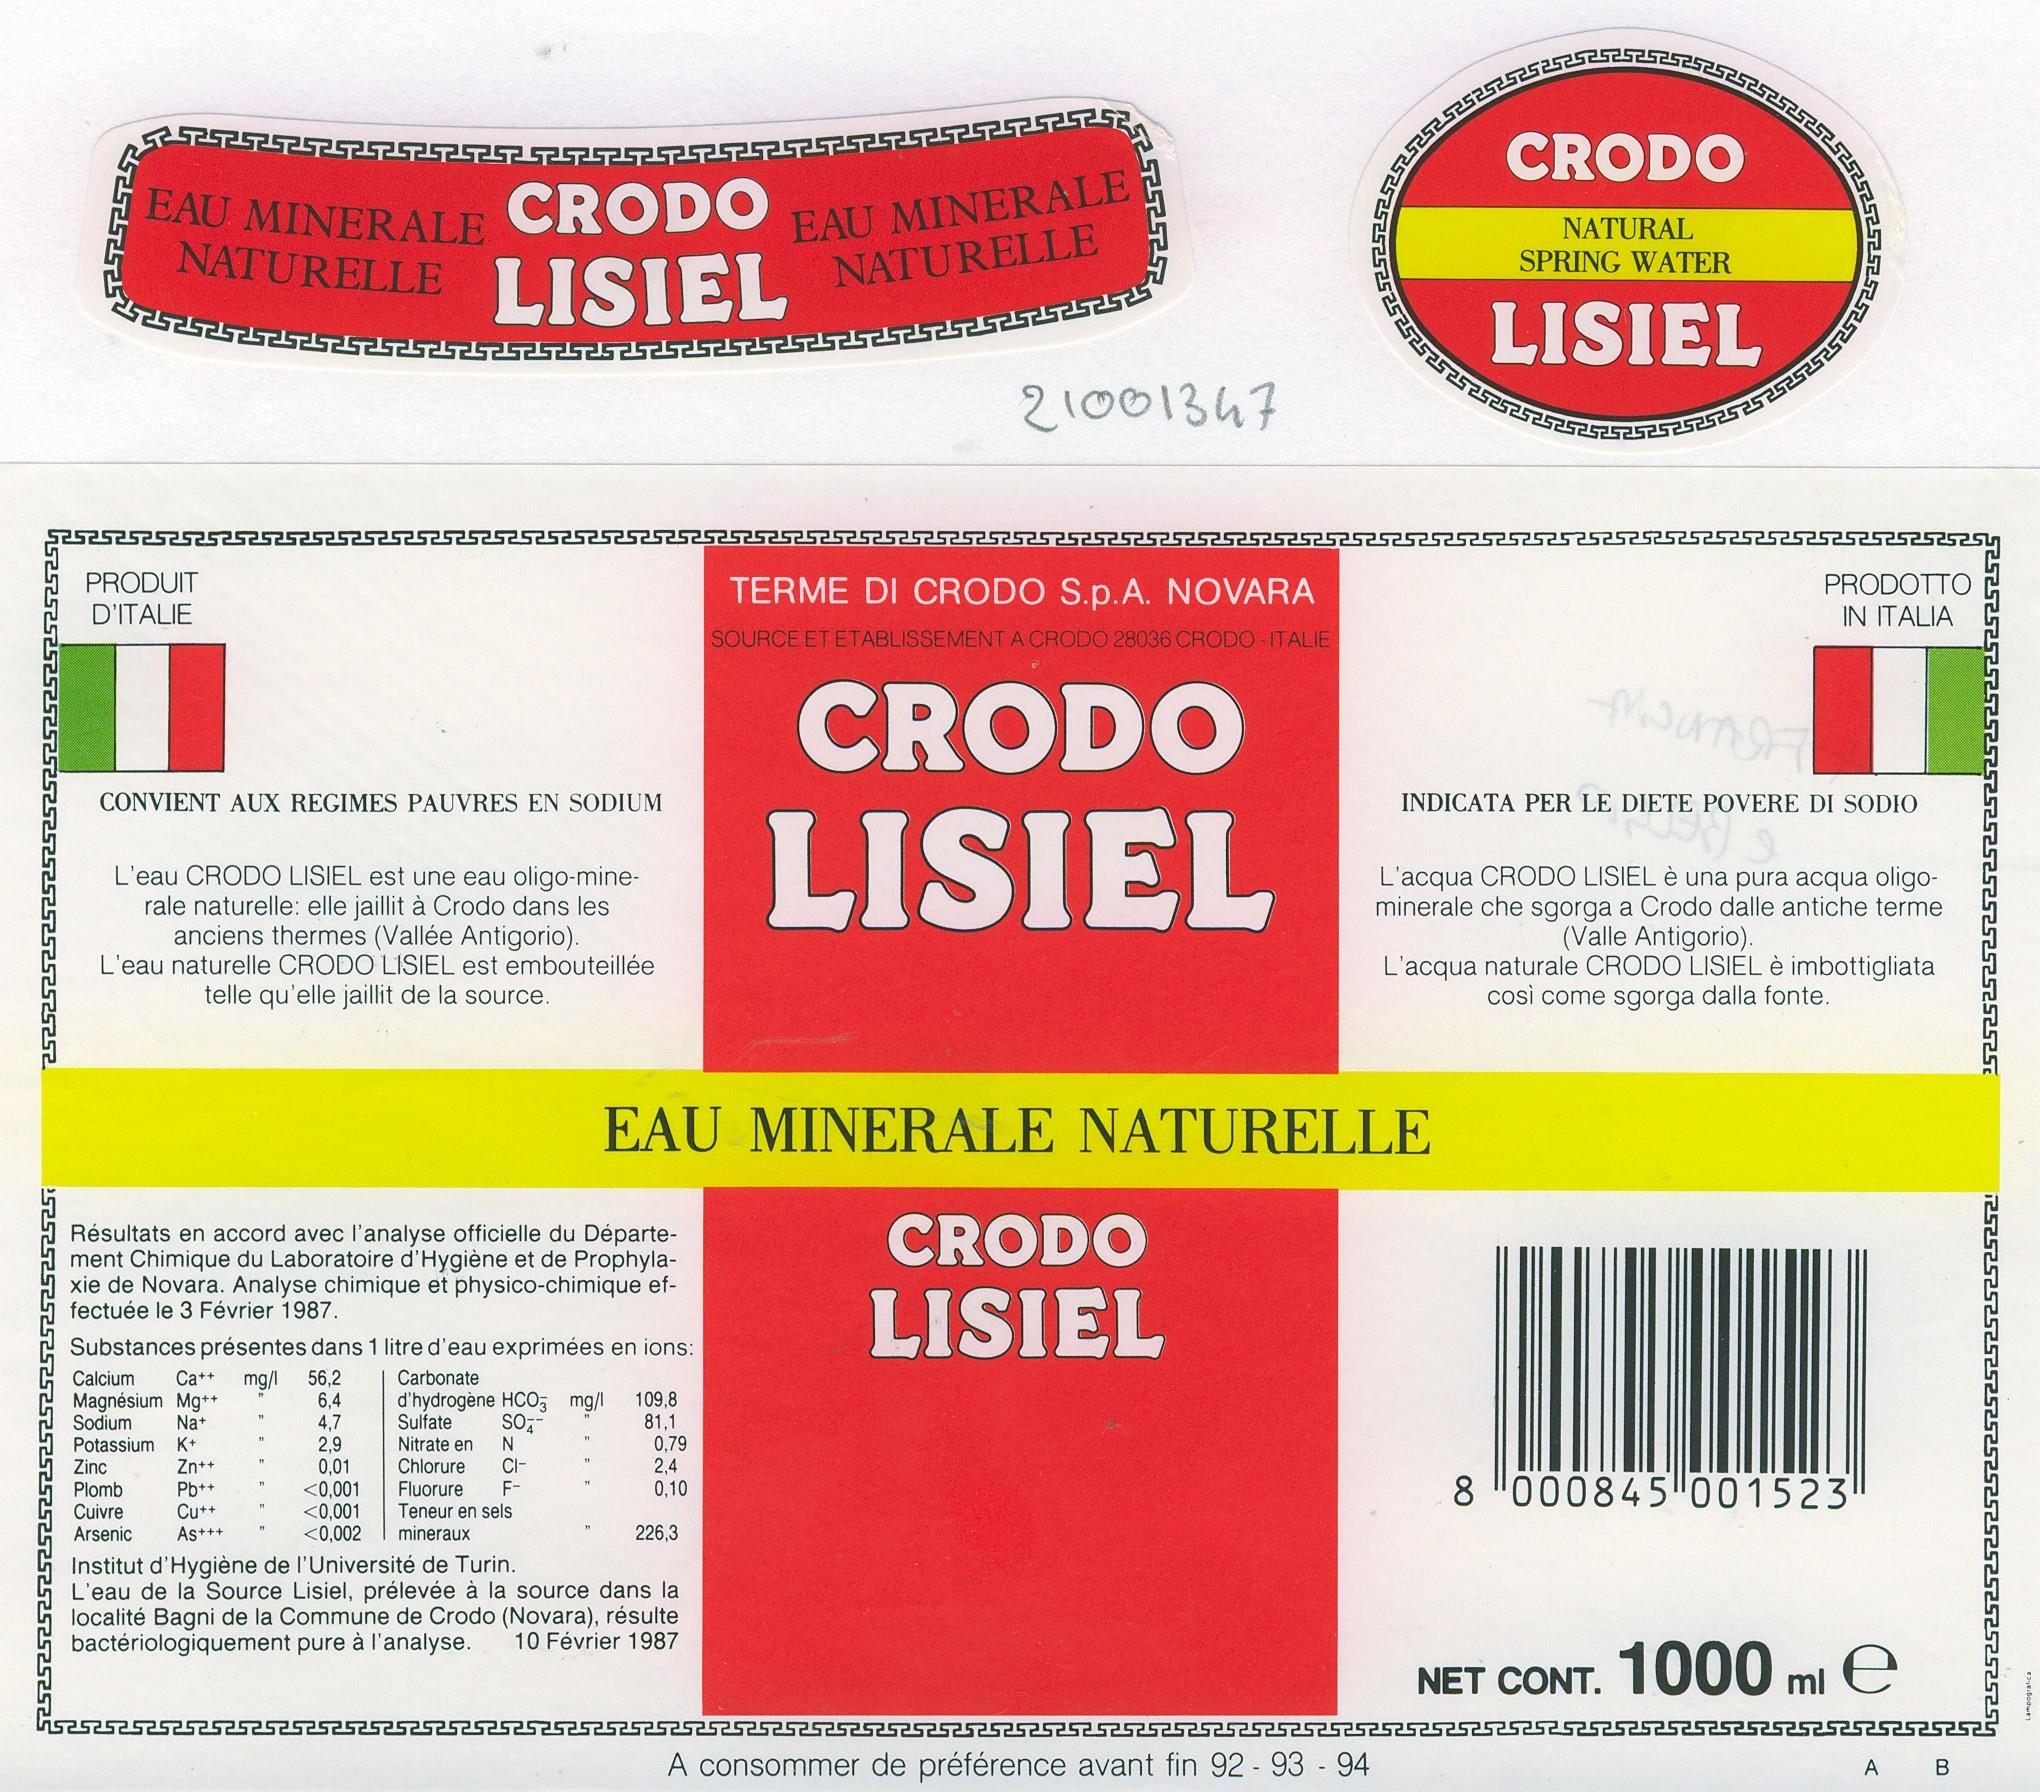 EAU MINERALE
NATURELLE
CRODO
LISIEL
EAU MINERALE
NATURELLE
CRODO
NATURAL
SPRING WATER
LISIEL
21001347
PRODUIT
D'ITALIE
CONVIENT AUX REGIMES PAUVRES EN SODIUM
L'eau CRODO LISIEL est une eau oligo-mine-
rale naturelle: elle jaillit à Crodo dans les
anciens thermes (Vallée Antigorio).
L'eau naturelle CRODO LISIEL est embouteillée
telle qu'elle jaillit de la source.
TERME DI CRODO S.p.A. NOVARA
SOURCE ET ETABLISSEMENT A CRODO 28036 CRODO - ITALIE
CRODO
LISIEL
PRODOTTO
IN ITALIA
FRANCIA
INDICATA PER LE DIETE POVERE DI SODIO
L'acqua CRODO LISIEL è una pura acqua oligo-
minerale che sgorga a Crodo dalle antiche terme
(Valle Antigorio).
L'acqua naturale CRODO LISIEL è imbottigliata
così come sgorga dalla fonte.
EAU MINERALE NATURELLE
Résultats en accord avec l'analyse officielle du Départe-
ment Chimique du Laboratoire d'Hygiène et de Prophyla-
xie de Novara. Analyse chimique et physico-chimique ef-
fectuée le 3 Février 1987.
Substances présentes dans 1 litre d'eau exprimées en ions:
Calcium Ca++ mg/l 56,2
Magnésium Mg++ " 6,4
Sodium Na+ " 4,7
Potassium K+ " 2,9
Zinc Zn++ " 0,01
Plomb Pb++ " <0,001
Cuivre Cu++ " <0,001
Arsenic As+++ " <0,002
Carbonate
d'hydrogène HCO3- mg/l 109,8
Sulfate SO4-- " 81,1
Nitrate en N " 0,79
Chlorure Cl- " 2,4
Fluorure F- " 0,10
Teneur en sels
mineraux " 226,3
Institut d'Hygiène de l'Université de Turin.
L'eau de la Source Lisiel, prélevée à la source dans la
localité Bagni de la Commune de Crodo (Novara), résulte
bactériologiquement pure à l'analyse. 10 Février 1987
CRODO
LISIEL
8 000845 001523
NET CONT. 1000 ml e
Lampografica
A consommer de préférence avant fin 92 - 93 - 94
A B